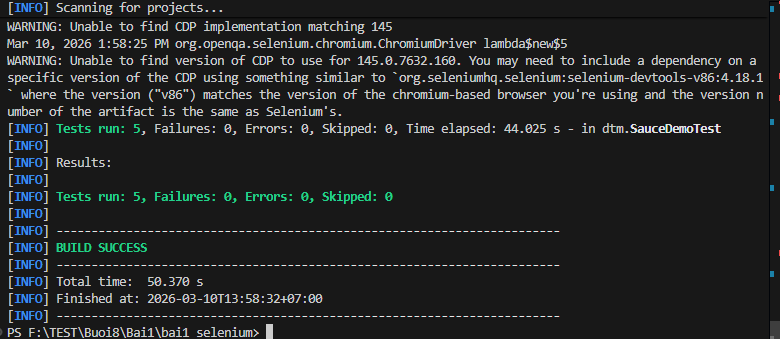 [INFO] Scanning for projects...
WARNING: Unable to find CDP implementation matching 145
Mar 10, 2026 1:58:25 PM org.openqa.selenium.chromium.ChromiumDriver lambda$new$5
WARNING: Unable to find version of CDP to use for 145.0.7632.160. You may need to include a dependency on a
specific version of the CDP using something similar to `org.seleniumhq.selenium:selenium-devtools-v86:4.18.1
` where the version ("v86") matches the version of the chromium-based browser you're using and the version n
umber of the artifact is the same as Selenium's.
[INFO] Tests run: 5, Failures: 0, Errors: 0, Skipped: 0, Time elapsed: 44.025 s - in dtm.SauceDemoTest
[INFO]
[INFO] Results:
[INFO]
[INFO] Tests run: 5, Failures: 0, Errors: 0, Skipped: 0
[INFO]
[INFO] ------------------------------------------------------------------------
[INFO] BUILD SUCCESS
[INFO] ------------------------------------------------------------------------
[INFO] Total time:  50.370 s
[INFO] Finished at: 2026-03-10T13:58:32+07:00
[INFO] ------------------------------------------------------------------------
PS F:\TEST\Buoi8\Bai1\bai1 selenium>